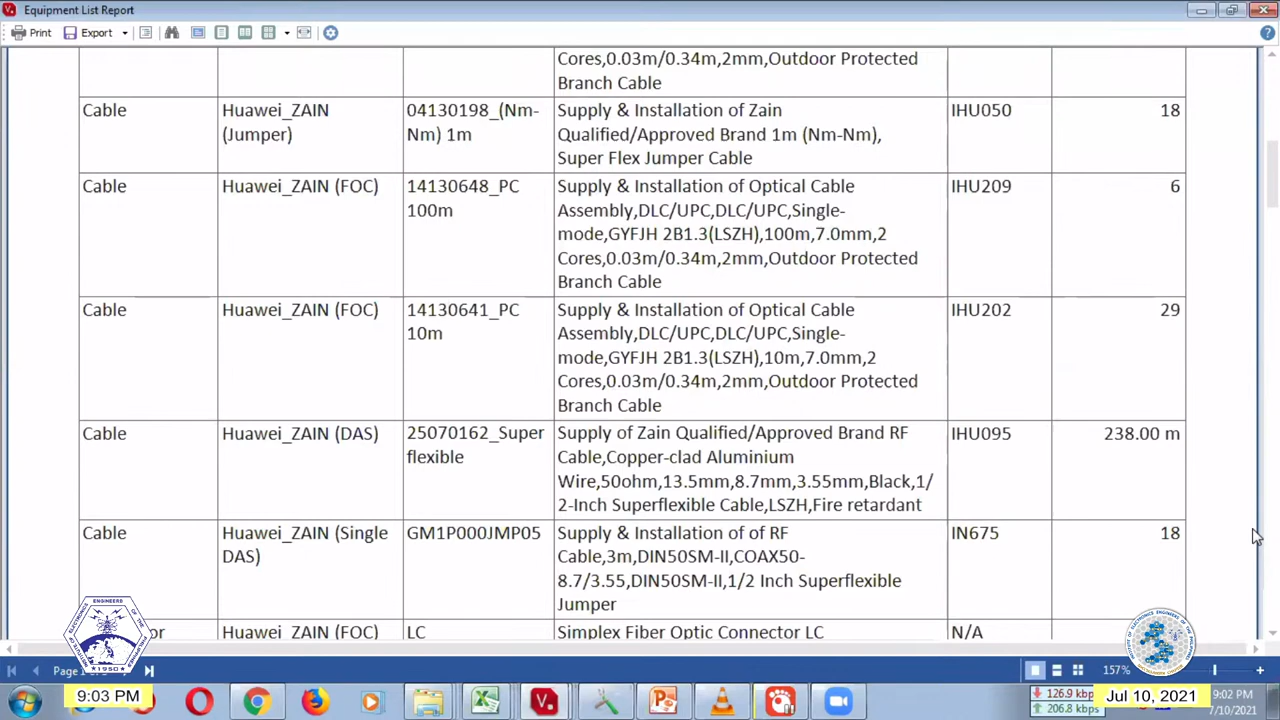 Equipment List Report
Print Export
Cores,0.03m/0.34m,2mm,Outdoor Protected
Branch Cable
Cable Huawei_ZAIN 04130198_(Nm- Supply & Installation of Zain IHU050 18
(Jumper) Nm) 1m Qualified/Approved Brand 1m (Nm-Nm),
Super Flex Jumper Cable
Cable Huawei_ZAIN (FOC) 14130648_PC Supply & Installation of Optical Cable IHU209 6
100m Assembly,DLC/UPC,DLC/UPC,Single-
mode,GYFJH 2B1.3(LSZH),100m,7.0mm,2
Cores,0.03m/0.34m,2mm,Outdoor Protected
Branch Cable
Cable Huawei_ZAIN (FOC) 14130641_PC Supply & Installation of Optical Cable IHU202 29
10m Assembly,DLC/UPC,DLC/UPC,Single-
mode,GYFJH 2B1.3(LSZH),10m,7.0mm,2
Cores,0.03m/0.34m,2mm,Outdoor Protected
Branch Cable
Cable Huawei_ZAIN (DAS) 25070162_Super Supply of Zain Qualified/Approved Brand RF IHU095 238.00 m
flexible Cable,Copper-clad Aluminium
Wire,50ohm,13.5mm,8.7mm,3.55mm,Black,1/
2-Inch Superflexible Cable,LSZH,Fire retardant
Cable Huawei_ZAIN (Single GM1P000JMP05 Supply & Installation of of RF IN675 18
DAS) Cable,3m,DIN50SM-II,COAX50-
8.7/3.55,DIN50SM-II,1/2 Inch Superflexible
Jumper
or Huawei_ZAIN (FOC) LC Simplex Fiber Optic Connector LC N/A
Page 1 157%
1950
9:03 PM 126.9 kbp 206.8 kbps Jul 10, 2021 9:02 PM
7/10/2021